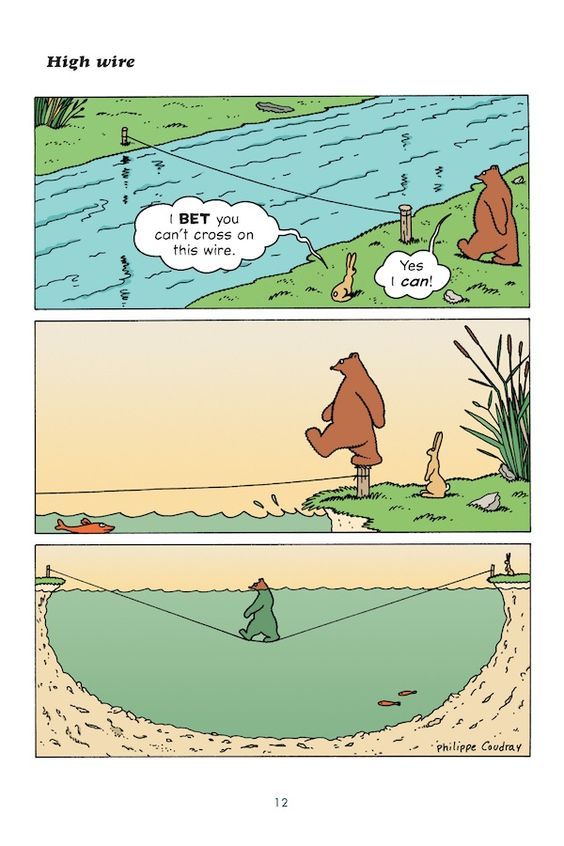 High wire
I BET you
can't cross on
this wire.
Yes
I can!
Philippe Coudray
12